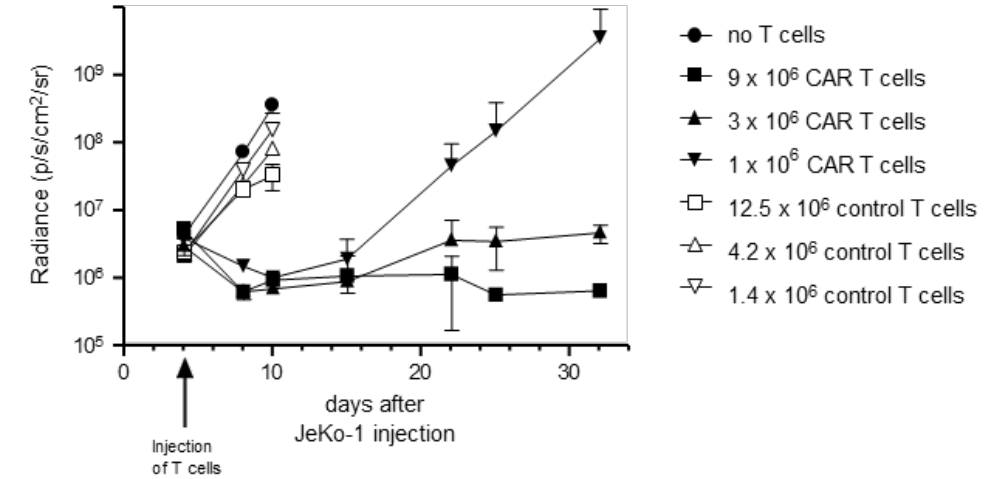 Radiance (p/s/cm²/sr)
10⁹
10⁸
10⁷
10⁶
10⁵
0
10
20
30
days after
JeKo-1 injection
Injection
of T cells
no T cells
9 x 10⁶ CAR T cells
3 x 10⁶ CAR T cells
1 x 10⁶ CAR T cells
12.5 x 10⁶ control T cells
4.2 x 10⁶ control T cells
1.4 x 10⁶ control T cells